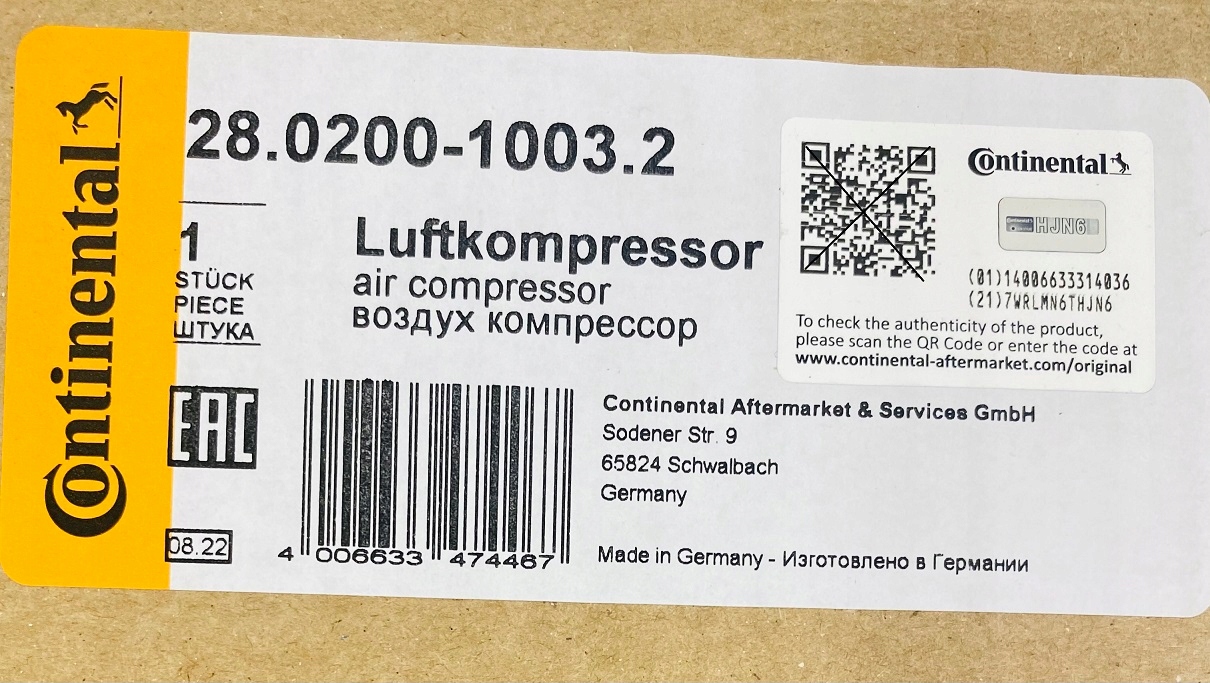 Continental
28.0200-1003.2
1
STÜCK
PIECE
ШТУКА
Luftkompressor
air compressor
воздух компрессор
Continental
HJN6
(01)14006633314036
(21)7WRLMN6THJN6
To check the authenticity of the product,
please scan the QR Code or enter the code at
www.continental-aftermarket.com/original
EAC
08.22
4 006633 474467
Continental Aftermarket & Services GmbH
Sodener Str. 9
65824 Schwalbach
Germany
Made in Germany - Изготовлено в Германии